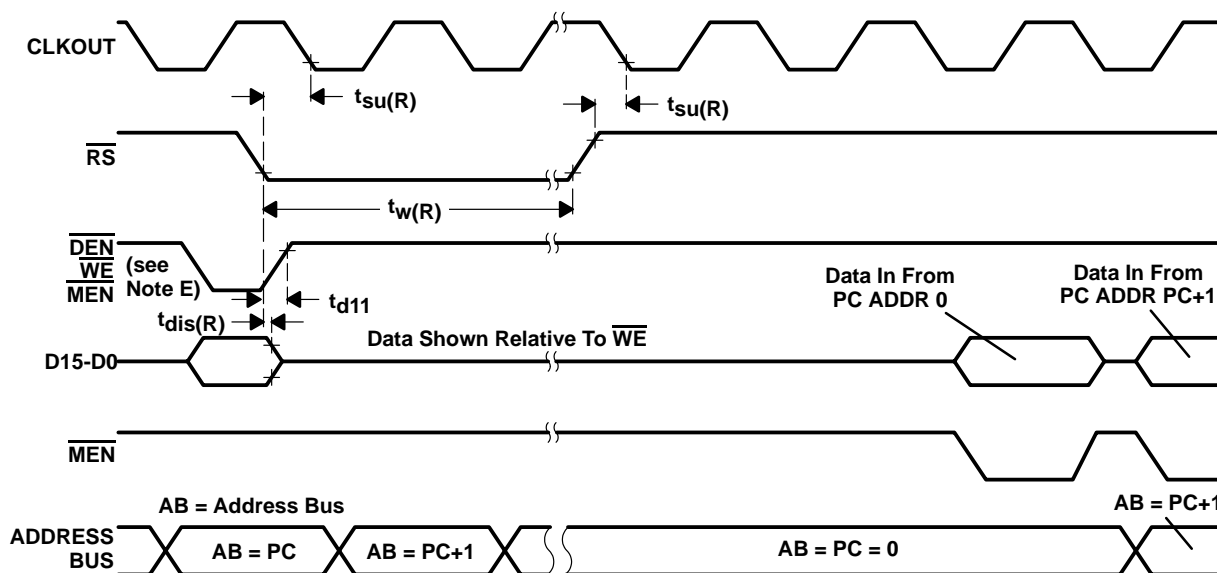 CLKOUT
tsu(R)
tsu(R)
RS
tw(R)
DEN
WE
MEN
(see
Note E)
td11
tdis(R)
Data In From
PC ADDR 0
Data In From
PC ADDR PC+1
Data Shown Relative To WE
D15-D0
MEN
AB = Address Bus
AB = PC+1
ADDRESS
BUS
AB = PC
AB = PC+1
AB = PC = 0